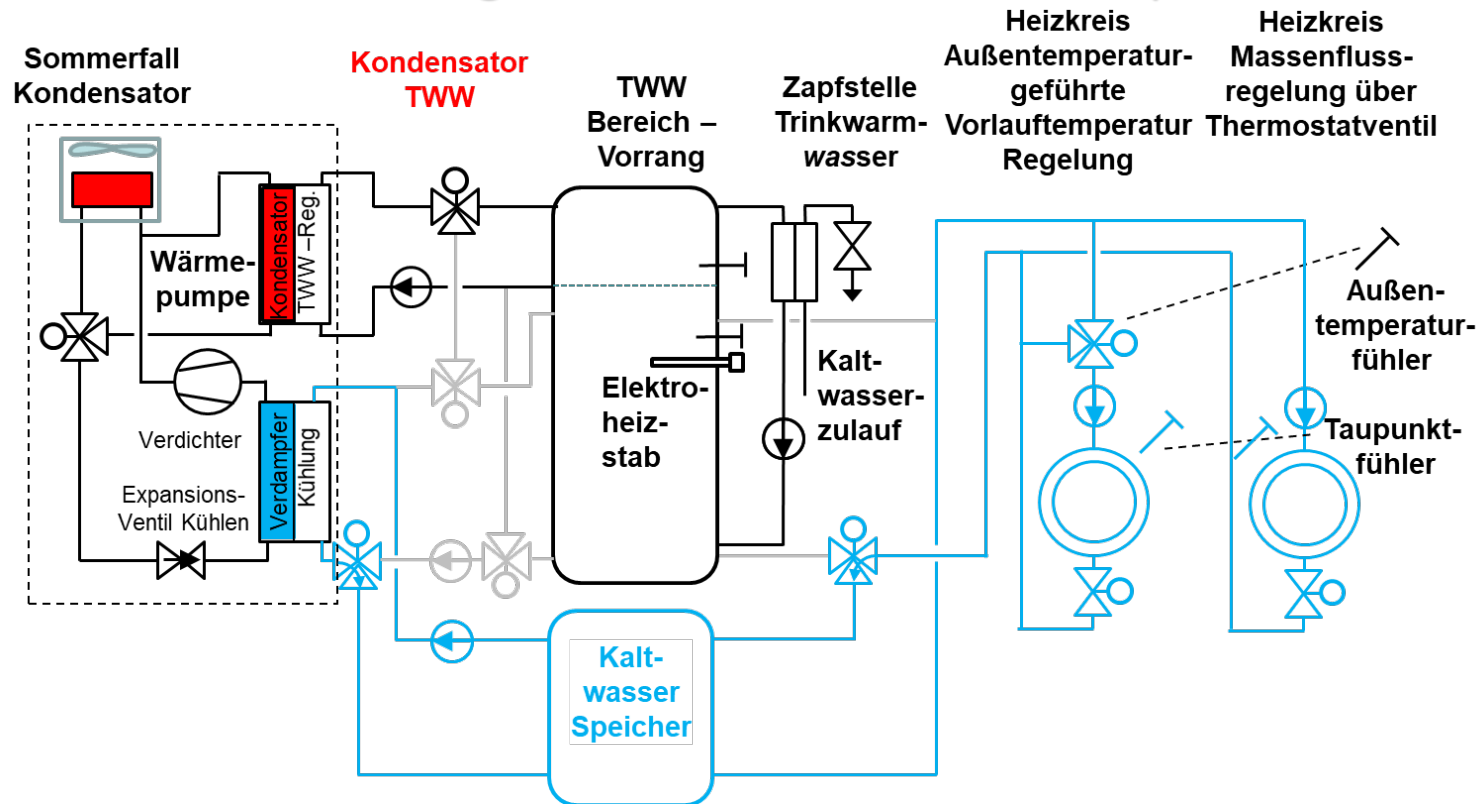 Sommerfall
Kondensator
Kondensator
TWW
TWW
Bereich –
Vorrang
Zapfstelle
Trinkwarm-
wasser
Heizkreis
Außentemperatur-
geführte
Vorlauftemperatur
Regelung
Heizkreis
Massenfluss-
regelung über
Thermostatventil
Wärme-
pumpe
Kondensator
TWW –Reg.
Verdichter
Expansions-
Ventil Kühlen
Verdampfer
Kühlung
Elektro-
heiz-
stab
Kalt-
wasser-
zulauf
Außen-
temperatur-
fühler
Taupunkt-
fühler
Kalt-
wasser
Speicher